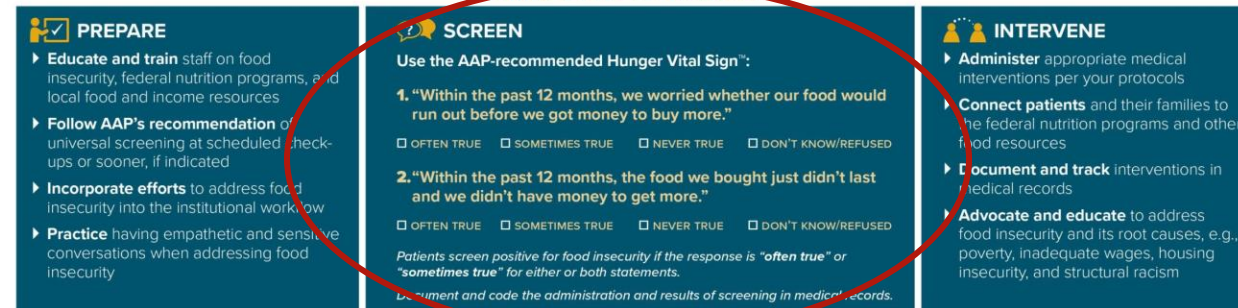 PREPARE
Educate and train staff on food
insecurity, federal nutrition programs, and
local food and income resources
Follow AAP's recommendation of
universal screening at scheduled check-
ups or sooner, if indicated
Incorporate efforts to address food
insecurity into the institutional workflow
Practice having empathetic and sensitive
conversations when addressing food
insecurity
SCREEN
Use the AAP-recommended Hunger Vital Sign™:
1. "Within the past 12 months, we worried whether our food would
run out before we got money to buy more."
OFTEN TRUE SOMETIMES TRUE NEVER TRUE DON'T KNOW/REFUSED
2. "Within the past 12 months, the food we bought just didn't last
and we didn't have money to get more."
OFTEN TRUE SOMETIMES TRUE NEVER TRUE DON'T KNOW/REFUSED
Patients screen positive for food insecurity if the response is "often true" or
"sometimes true" for either or both statements.
Document and code the administration and results of screening in medical records.
INTERVENE
Administer appropriate medical
interventions per your protocols
Connect patients and their families to
the federal nutrition programs and other
food resources
Document and track interventions in
medical records
Advocate and educate to address
food insecurity and its root causes, e.g.,
poverty, inadequate wages, housing
insecurity, and structural racism